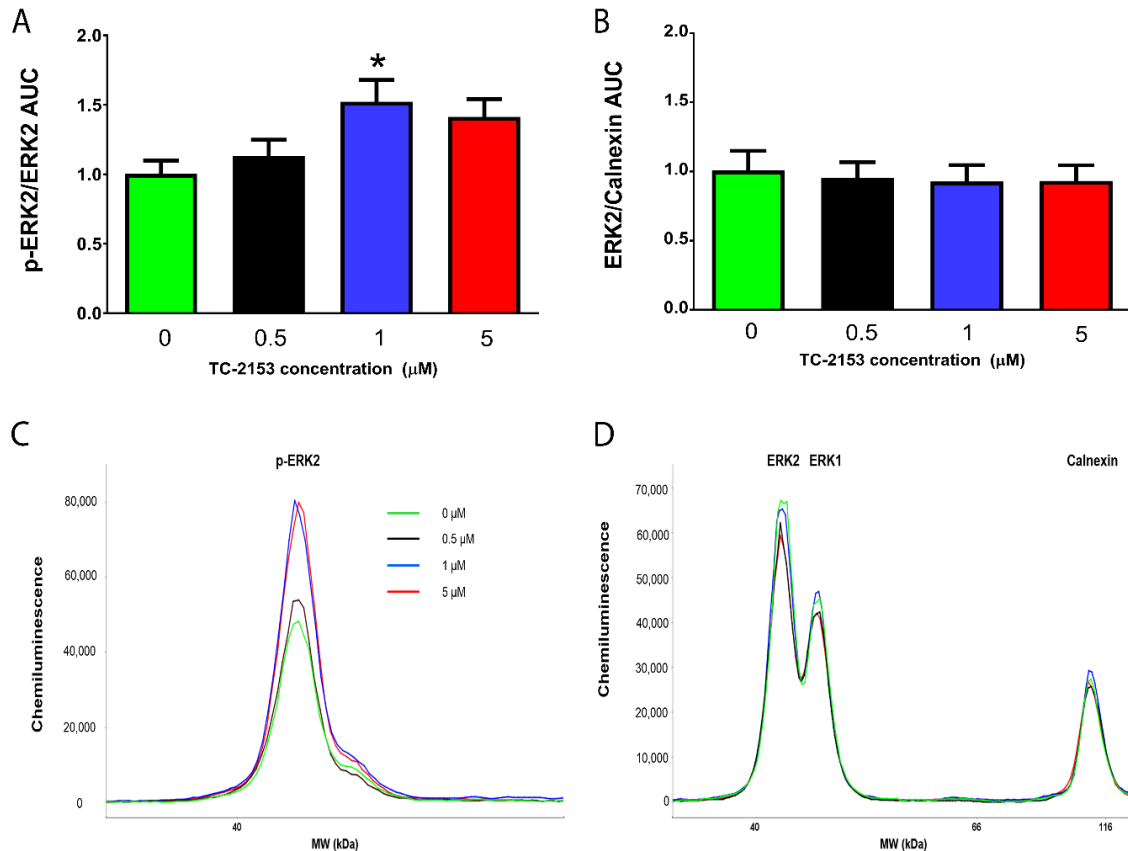 A
p-ERK2/ERK2 AUC
2.0
1.5
1.0
0.5
0.0
*
0 0.5 1 5
TC-2153 concentration (μM)
B
ERK2/Calnexin AUC
2.0
1.5
1.0
0.5
0.0
0 0.5 1 5
TC-2153 concentration (μM)
C
p-ERK2
Chemiluminescence
80,000
60,000
40,000
20,000
0
0 μM
0.5 μM
1 μM
5 μM
40
MW (kDa)
D
ERK2 ERK1 Calnexin
Chemiluminescence
70,000
60,000
50,000
40,000
30,000
20,000
10,000
0
40 66 116
MW (kDa)